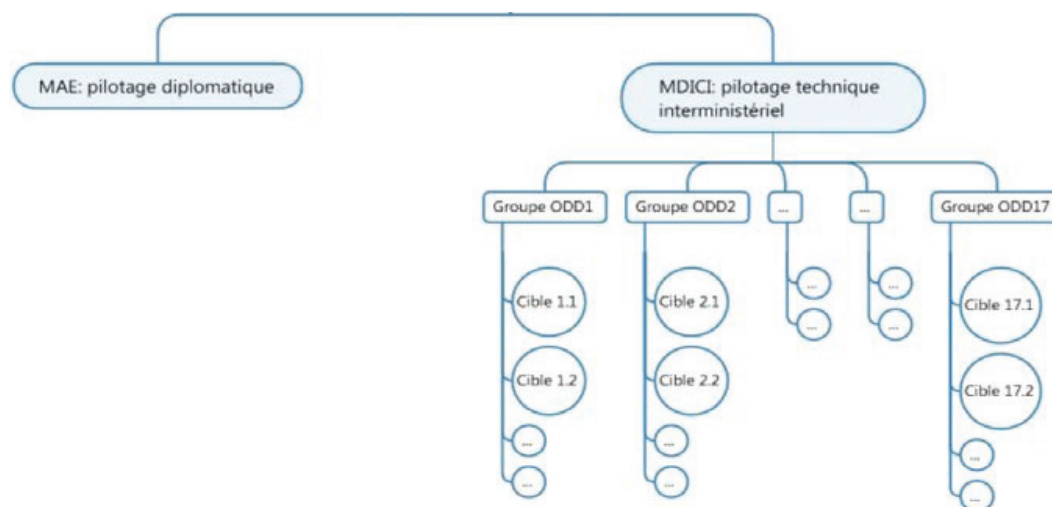 MAE: pilotage diplomatique
MDICI: pilotage technique
interministériel
Groupe ODD1
Groupe ODD2
...
...
Groupe ODD17
Cible 1.1
Cible 2.1
...
...
Cible 17.1
...
...
Cible 1.2
Cible 2.2
Cible 17.2
...
...
...
...
...
...